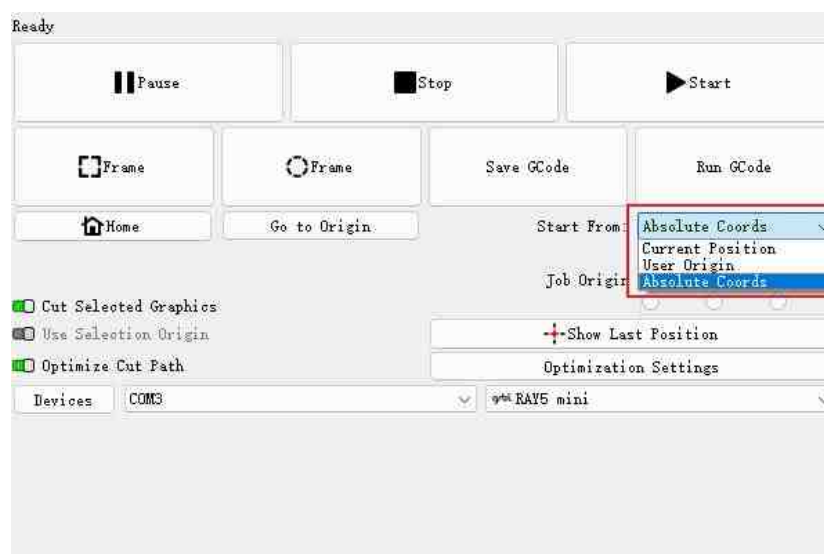 Ready
Pause Stop Start
Frame Frame Save GCode Run GCode
Home Go to Origin Start From: Absolute Coords
Current Position
User Origin
Job Origin Absolute Coords
Cut Selected Graphics
Use Selection Origin Show Last Position
Optimize Cut Path Optimization Settings
Devices COM3 grbl RAY5 mini